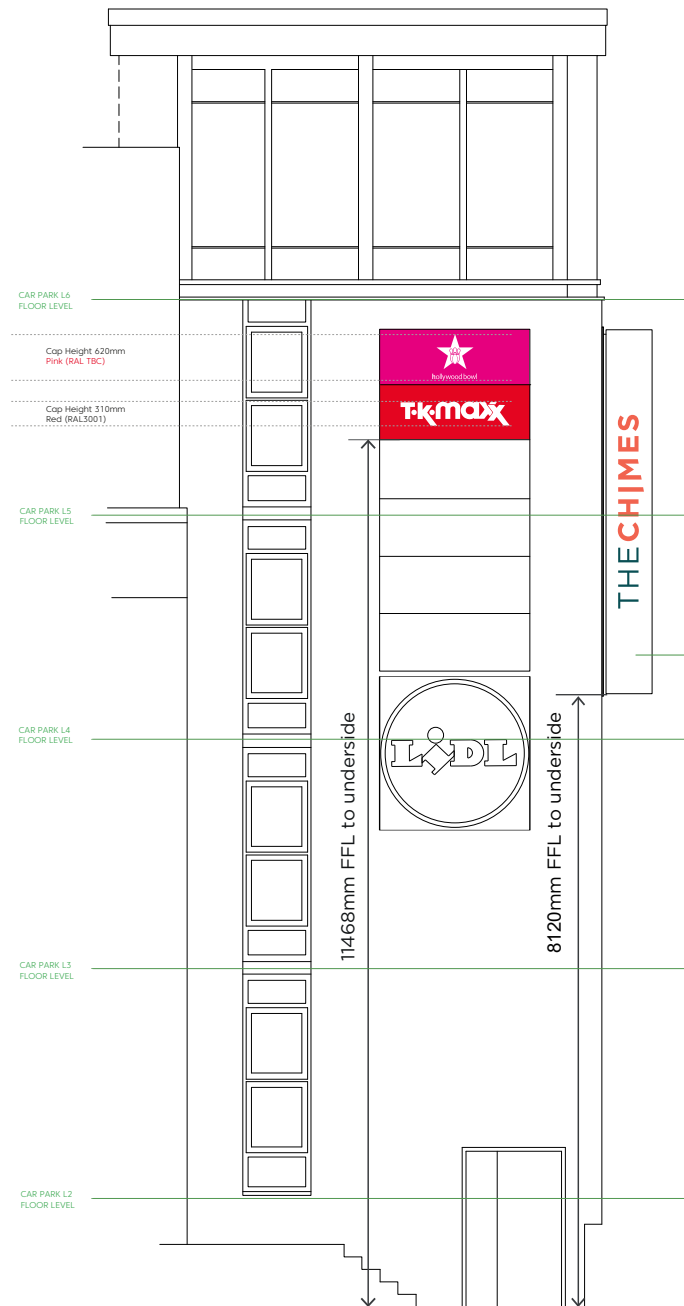 CAR PARK L6
FLOOR LEVEL
Cap Height 620mm
Pink (RAL TBC)
hollywood bowl
Cap Height 310mm
Red (RAL3001)
T·K·maxx
THECHIMES
CAR PARK L5
FLOOR LEVEL
CAR PARK L4
FLOOR LEVEL
LIDL
11468mm FFL to underside
8120mm FFL to underside
CAR PARK L3
FLOOR LEVEL
CAR PARK L2
FLOOR LEVEL